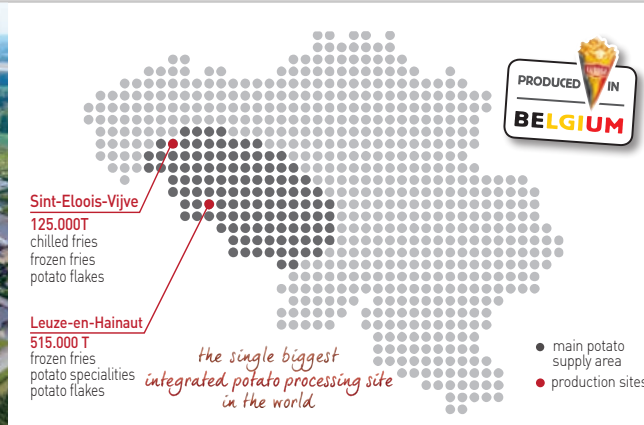 PRODUCED IN
BELGIUM
Sint-Eloois-Vijve
125.000T
chilled fries
frozen fries
potato flakes
Leuze-en-Hainaut
515.000 T
frozen fries
potato specialities
potato flakes
the single biggest
integrated potato processing site
in the world
main potato
supply area
production sites